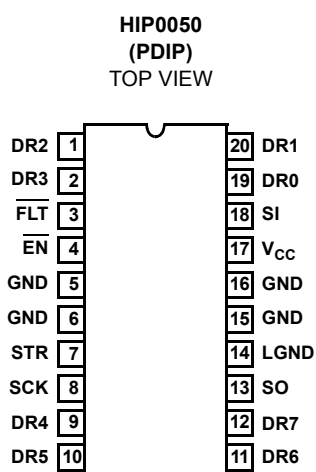 HIP0050
(PDIP)
TOP VIEW
DR2 1 20 DR1
DR3 2 19 DR0
F̅L̅T̅ 3 18 SI
E̅N̅ 4 17 VCC
GND 5 16 GND
GND 6 15 GND
STR 7 14 LGND
SCK 8 13 SO
DR4 9 12 DR7
DR5 10 11 DR6